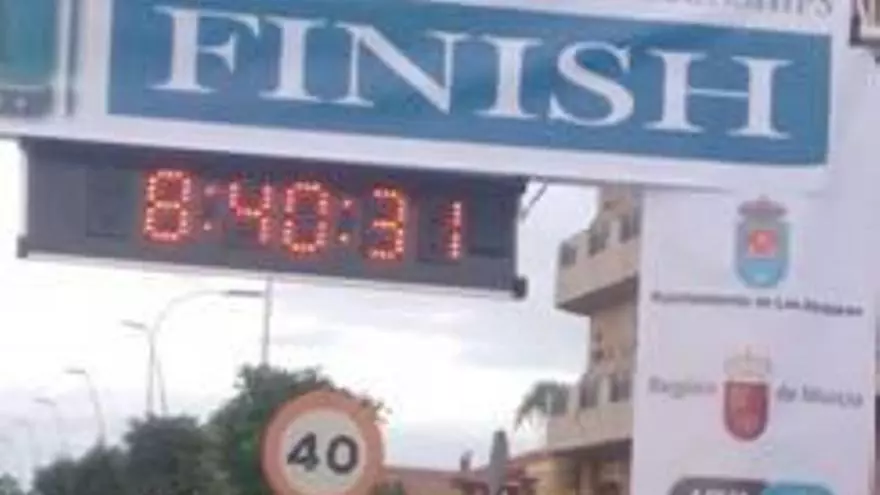 FINISH
8:40:31
40
Ayuntamiento de Los Alcázares
Región de Murcia